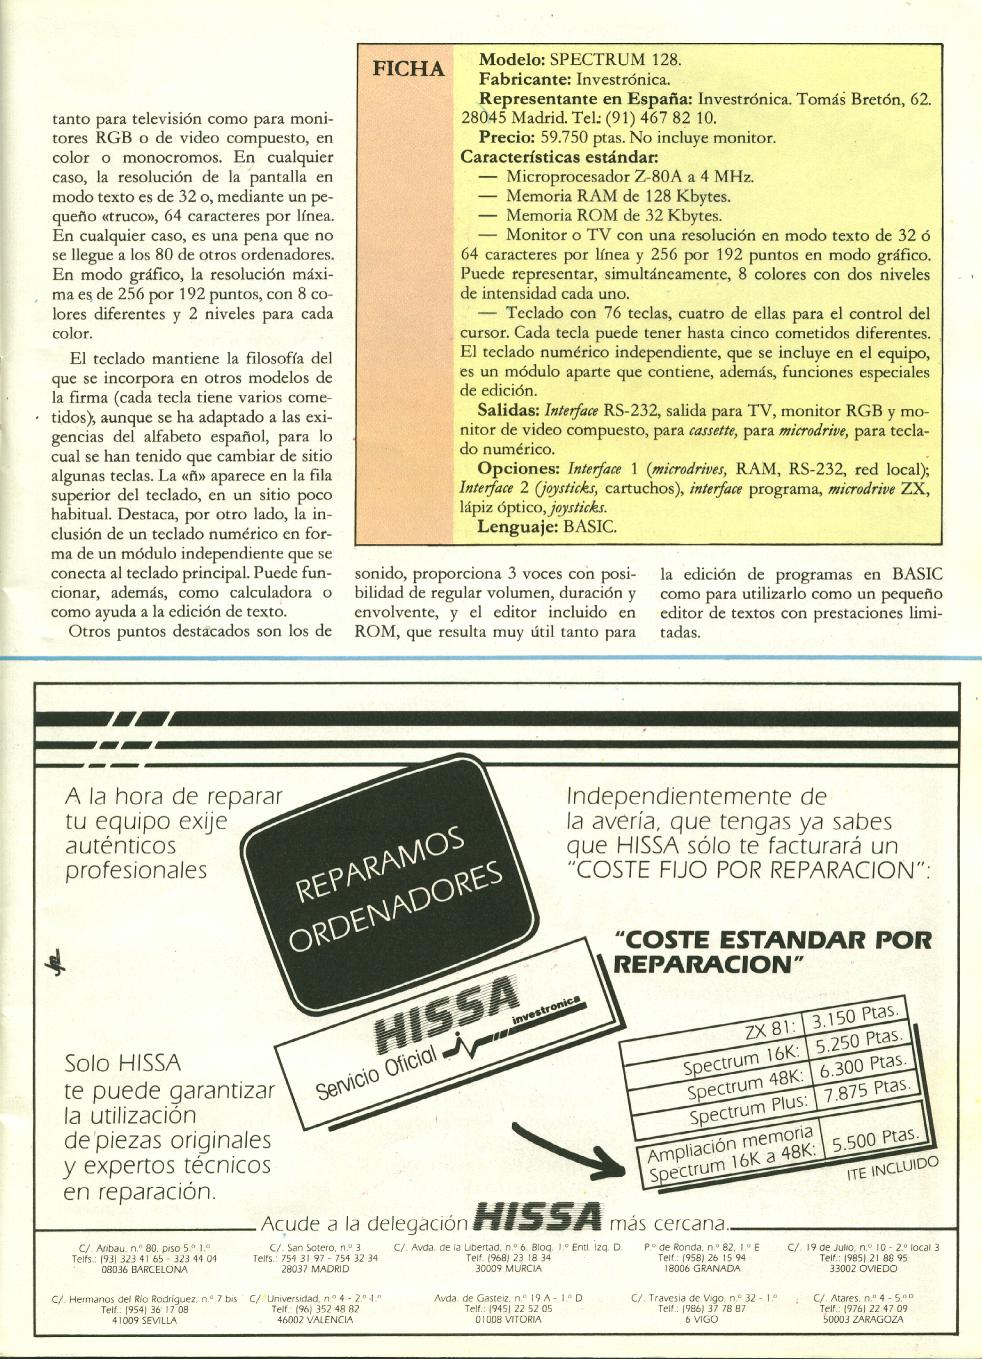 tanto para televisión como para moni-
tores RGB o de video compuesto, en
color o monocromos. En cualquier
caso, la resolución de la pantalla en
modo texto es de 32 o, mediante un pe-
queño «truco», 64 caracteres por línea.
En cualquier caso, es una pena que no
se llegue a los 80 de otros ordenadores.
En modo gráfico, la resolución máxi-
ma es de 256 por 192 puntos, con 8 co-
lores diferentes y 2 niveles para cada
color.
El teclado mantiene la filosofía del
que se incorpora en otros modelos de
la firma (cada tecla tiene varios come-
tidos), aunque se ha adaptado a las exi-
gencias del alfabeto español, para lo
cual se han tenido que cambiar de sitio
algunas teclas. La «ñ» aparece en la fila
superior del teclado, en un sitio poco
habitual. Destaca, por otro lado, la in-
clusión de un teclado numérico en for-
ma de un módulo independiente que se
conecta al teclado principal. Puede fun-
cionar, además, como calculadora o
como ayuda a la edición de texto.
Otros puntos destacados son los de
FICHA
Modelo: SPECTRUM 128.
Fabricante: Investrónica.
Representante en España: Investrónica. Tomás Bretón, 62.
28045 Madrid. Tel.: (91) 467 82 10.
Precio: 59.750 ptas. No incluye monitor.
Características estándar:
— Microprocesador Z-80A a 4 MHz.
— Memoria RAM de 128 Kbytes.
— Memoria ROM de 32 Kbytes.
— Monitor o TV con una resolución en modo texto de 32 ó
64 caracteres por línea y 256 por 192 puntos en modo gráfico.
Puede representar, simultáneamente, 8 colores con dos niveles
de intensidad cada uno.
— Teclado con 76 teclas, cuatro de ellas para el control del
cursor. Cada tecla puede tener hasta cinco cometidos diferentes.
El teclado numérico independiente, que se incluye en el equipo,
es un módulo aparte que contiene, además, funciones especiales
de edición.
Salidas: Interface RS-232, salida para TV, monitor RGB y mo-
nitor de video compuesto, para cassette, para microdrive, para tecla-
do numérico.
Opciones: Interface 1 (microdrives, RAM, RS-232, red local);
Interface 2 (joysticks, cartuchos), interface programa, microdrive ZX,
lápiz óptico, joysticks.
Lenguaje: BASIC.
sonido, proporciona 3 voces con posi-
bilidad de regular volumen, duración y
envolvente, y el editor incluido en
ROM, que resulta muy útil tanto para
la edición de programas en BASIC
como para utilizarlo como un pequeño
editor de textos con prestaciones limi-
tadas.
A la hora de reparar
tu equipo exije
auténticos
profesionales
REPARAMOS
ORDENADORES
HISSA
Servicio Oficial
investronica
Independientemente de
la avería, que tengas ya sabes
que HISSA sólo te facturará un
"COSTE FIJO POR REPARACION":
"COSTE ESTANDAR POR
REPARACION"
ZX 81: 3.150 Ptas.
Spectrum 16K: 5.250 Ptas.
Spectrum 48K: 6.300 Ptas.
Spectrum Plus: 7.875 Ptas.
Ampliación memoria
Spectrum 16K a 48K: 5.500 Ptas.
ITE INCLUIDO
Solo HISSA
te puede garantizar
la utilización
de piezas originales
y expertos técnicos
en reparación.
Acude a la delegación HISSA más cercana.
C/. Aribau, n.º 80, piso 5.º 1.º
Telfs.: (93) 323 41 65 - 323 44 04
08036 BARCELONA
C/. San Sotero, n.º 3
Telfs.: 754 31 97 - 754 32 34
28037 MADRID
C/. Avda. de la Libertad, n.º 6. Bloq. 1.º Entl. Izq. D.
Telf. (968) 23 18 34
30009 MURCIA
P.º de Ronda, n.º 82, 1.º E
Telf.: (958) 26 15 94
18006 GRANADA
C/. 19 de Julio, n.º 10 - 2.º local 3
Telf.: (985) 21 88 95
33002 OVIEDO
C/. Hermanos del Río Rodríguez, n.º 7 bis
Telf.: (954) 36 17 08
41009 SEVILLA
C/. Universidad, n.º 4 - 2.º 1.º
Telf.: (96) 352 48 82
46002 VALENCIA
Avda. de Gasteiz, n.º 19 A - 1.º D
Telf.: (945) 22 52 05
01008 VITORIA
C/. Travesía de Vigo, n.º 32 - 1.º
Telf.: (986) 37 78 87
6 VIGO
C/. Atares, n.º 4 - 5.º D
Telf.: (976) 22 47 09
50003 ZARAGOZA